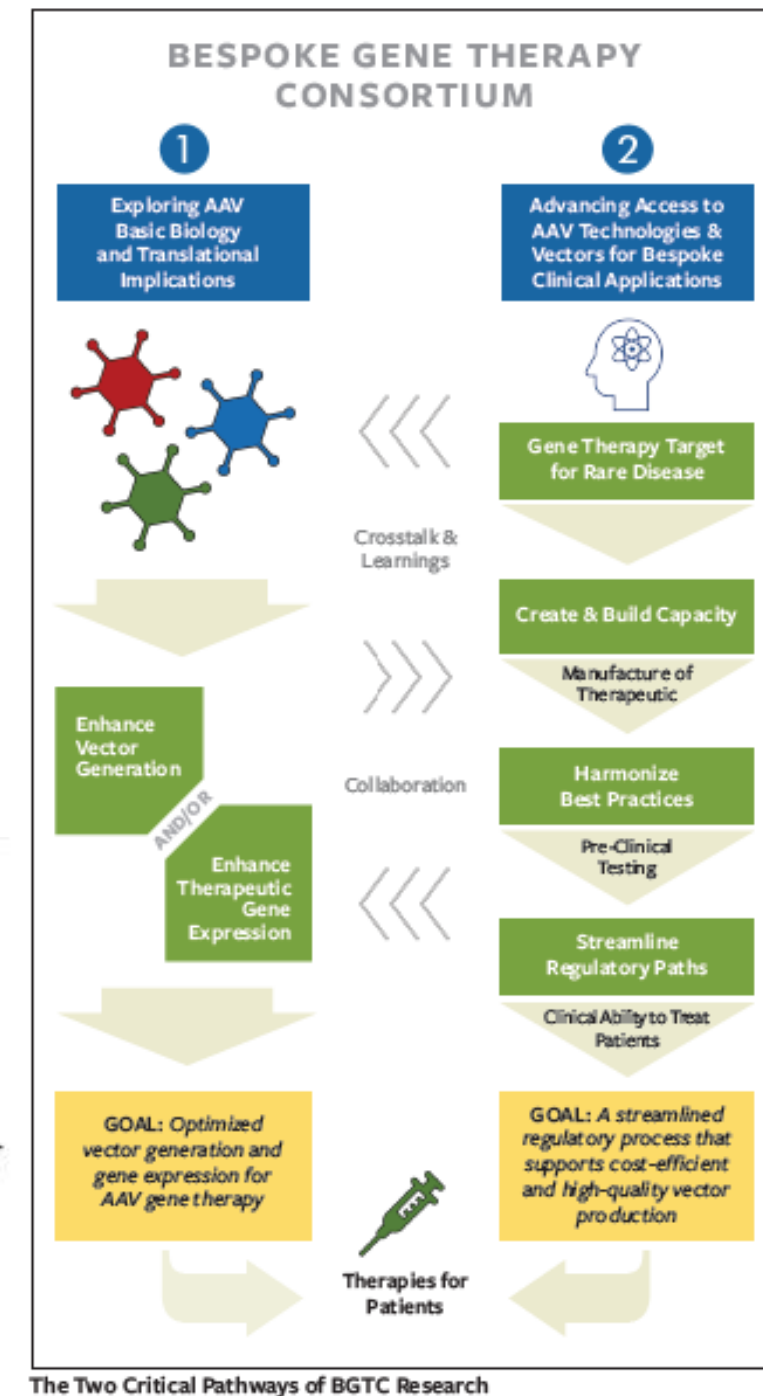 BESPOKE GENE THERAPY
CONSORTIUM
1
Exploring AAV
Basic Biology
and Translational
Implications
Enhance
Vector
Generation
AND/OR
Enhance
Therapeutic
Gene
Expression
GOAL: Optimized
vector generation and
gene expression for
AAV gene therapy
Crosstalk &
Learnings
Collaboration
2
Advancing Access to
AAV Technologies &
Vectors for Bespoke
Clinical Applications
Gene Therapy Target
for Rare Disease
Create & Build Capacity
Manufacture of
Therapeutic
Harmonize
Best Practices
Pre-Clinical
Testing
Streamline
Regulatory Paths
Clinical Ability to Treat
Patients
GOAL: A streamlined
regulatory process that
supports cost-efficient
and high-quality vector
production
Therapies for
Patients
The Two Critical Pathways of BGTC Research